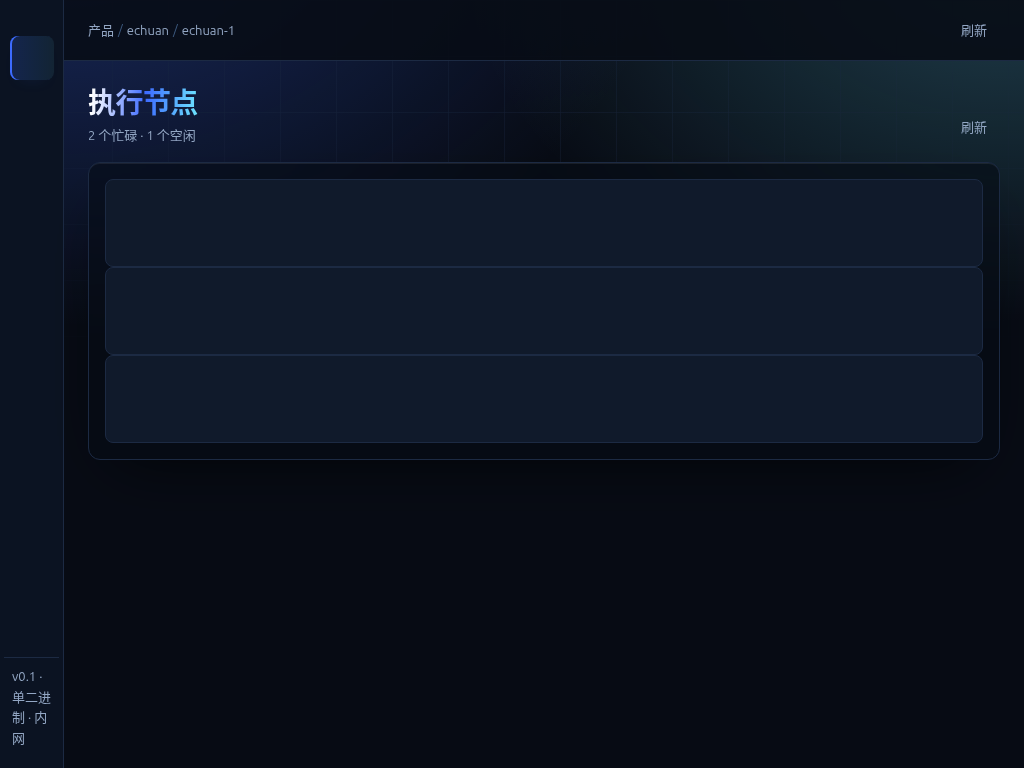 产品 / echuan / echuan-1
刷新
执行节点
2 个忙碌 · 1 个空闲
刷新
v0.1 ·
单二进
制 · 内
网